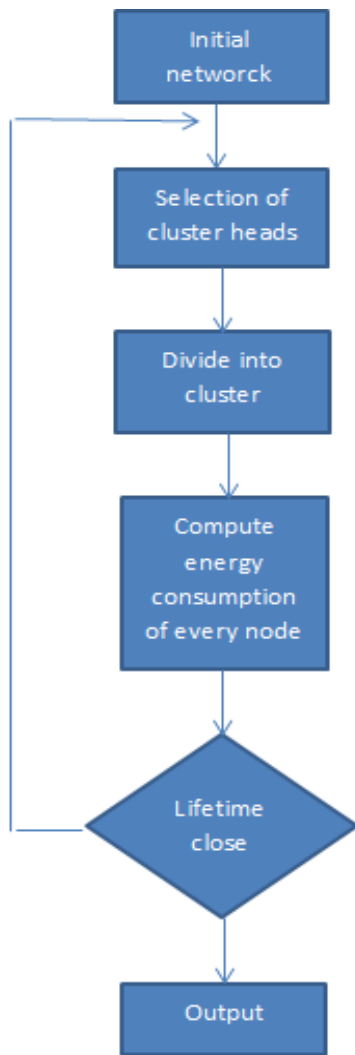 Initial
networck
Selection of
cluster heads
Divide into
cluster
Compute
energy
consumption
of every node
Lifetime
close
Output